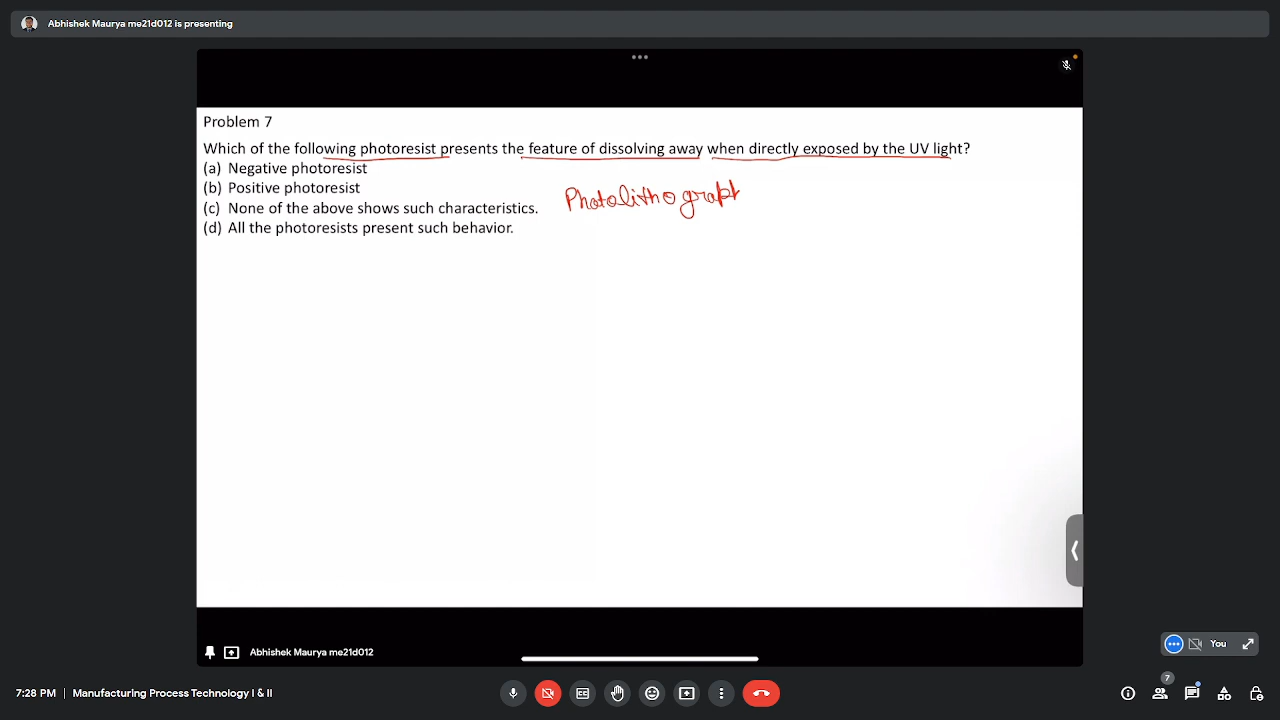 Abhishek Maurya me21d012 is presenting
Problem 7
Which of the following photoresist presents the feature of dissolving away when directly exposed by the UV light?
(a) Negative photoresist
(b) Positive photoresist
(c) None of the above shows such characteristics.
(d) All the photoresists present such behavior.
Photolithograph
Abhishek Maurya me21d012
You
7:28 PM | Manufacturing Process Technology I & II
7